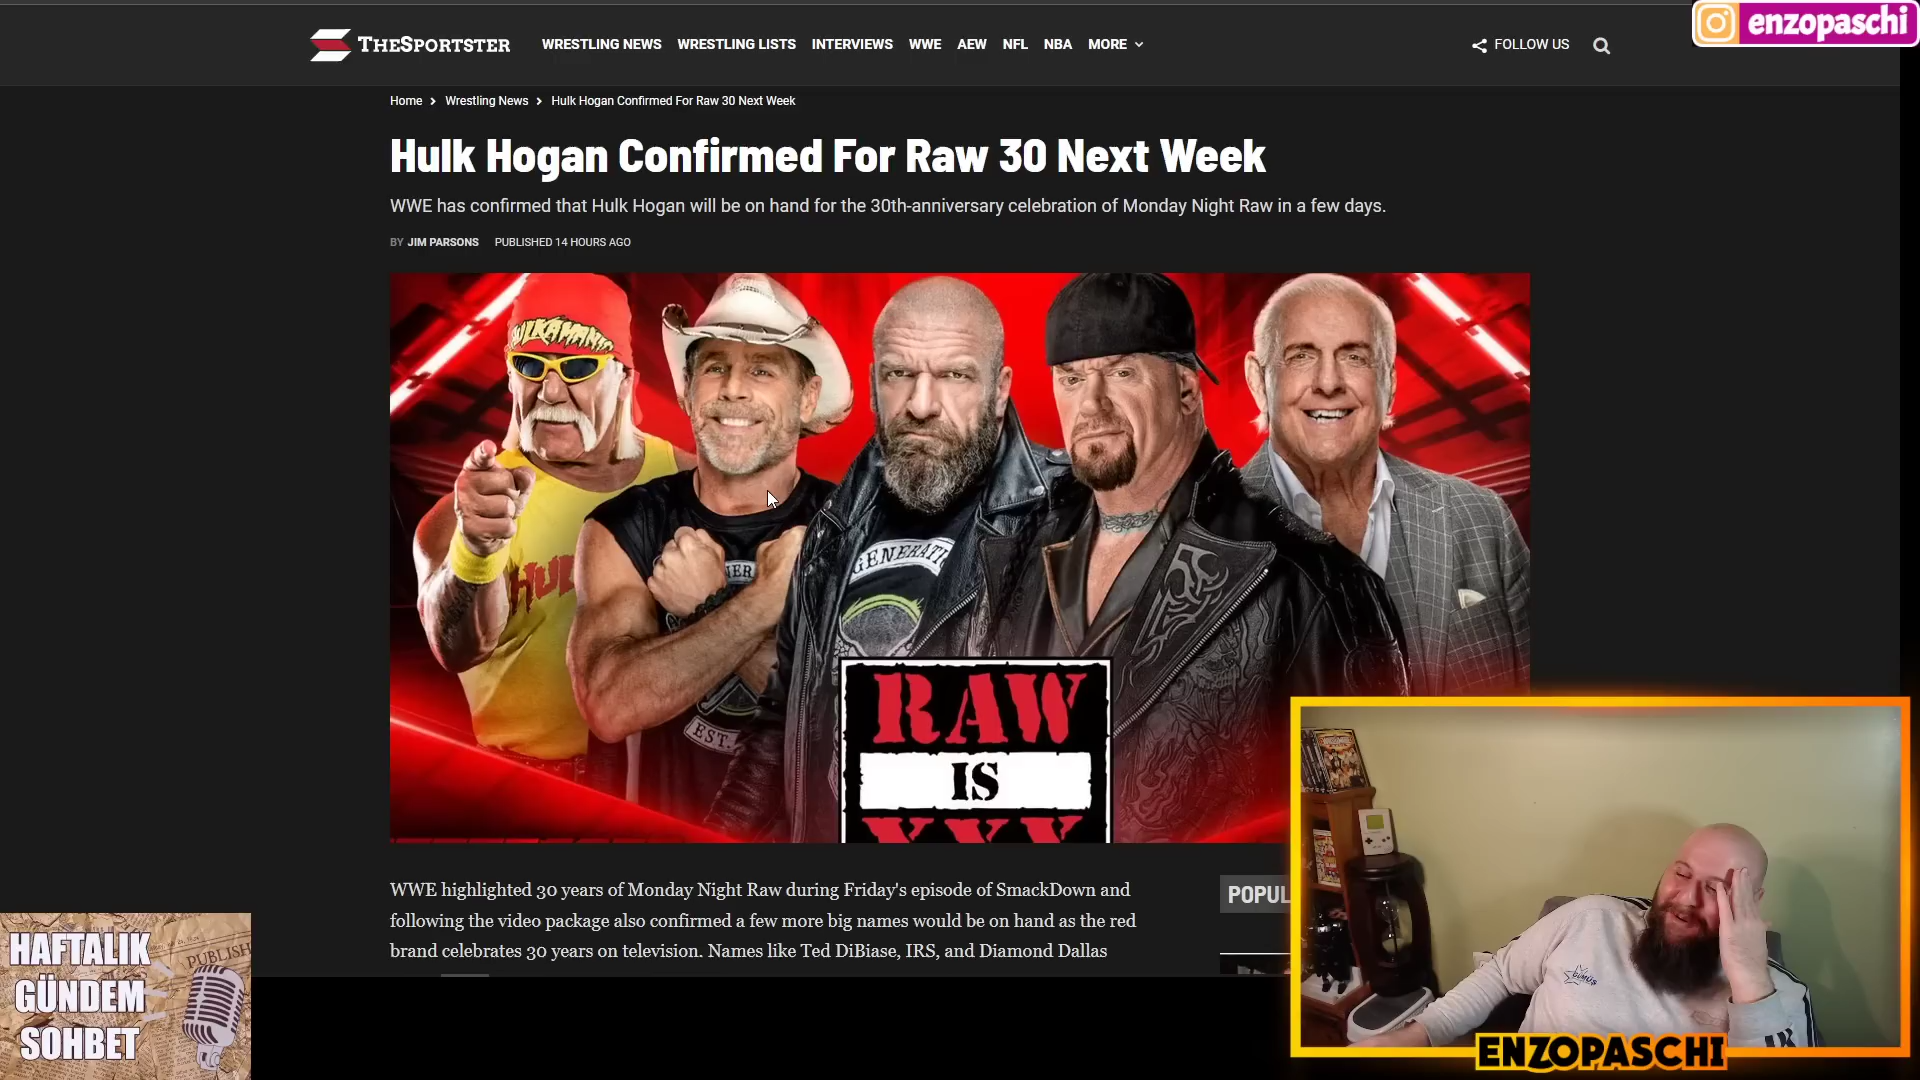 THESPORTSTER
WRESTLING NEWS WRESTLING LISTS INTERVIEWS WWE AEW NFL NBA MORE
FOLLOW US
enzopaschi
Home > Wrestling News > Hulk Hogan Confirmed For Raw 30 Next Week
Hulk Hogan Confirmed For Raw 30 Next Week
WWE has confirmed that Hulk Hogan will be on hand for the 30th-anniversary celebration of Monday Night Raw in a few days.
BY JIM PARSONS PUBLISHED 14 HOURS AGO
GENERATI
EST.
RAW
IS
XXX
WWE highlighted 30 years of Monday Night Raw during Friday's episode of SmackDown and
following the video package also confirmed a few more big names would be on hand as the red
brand celebrates 30 years on television. Names like Ted DiBiase, IRS, and Diamond Dallas
POPUL
HAFTALIK
GÜNDEM
SOHBET
PUBLISH
ENZOPASCHI